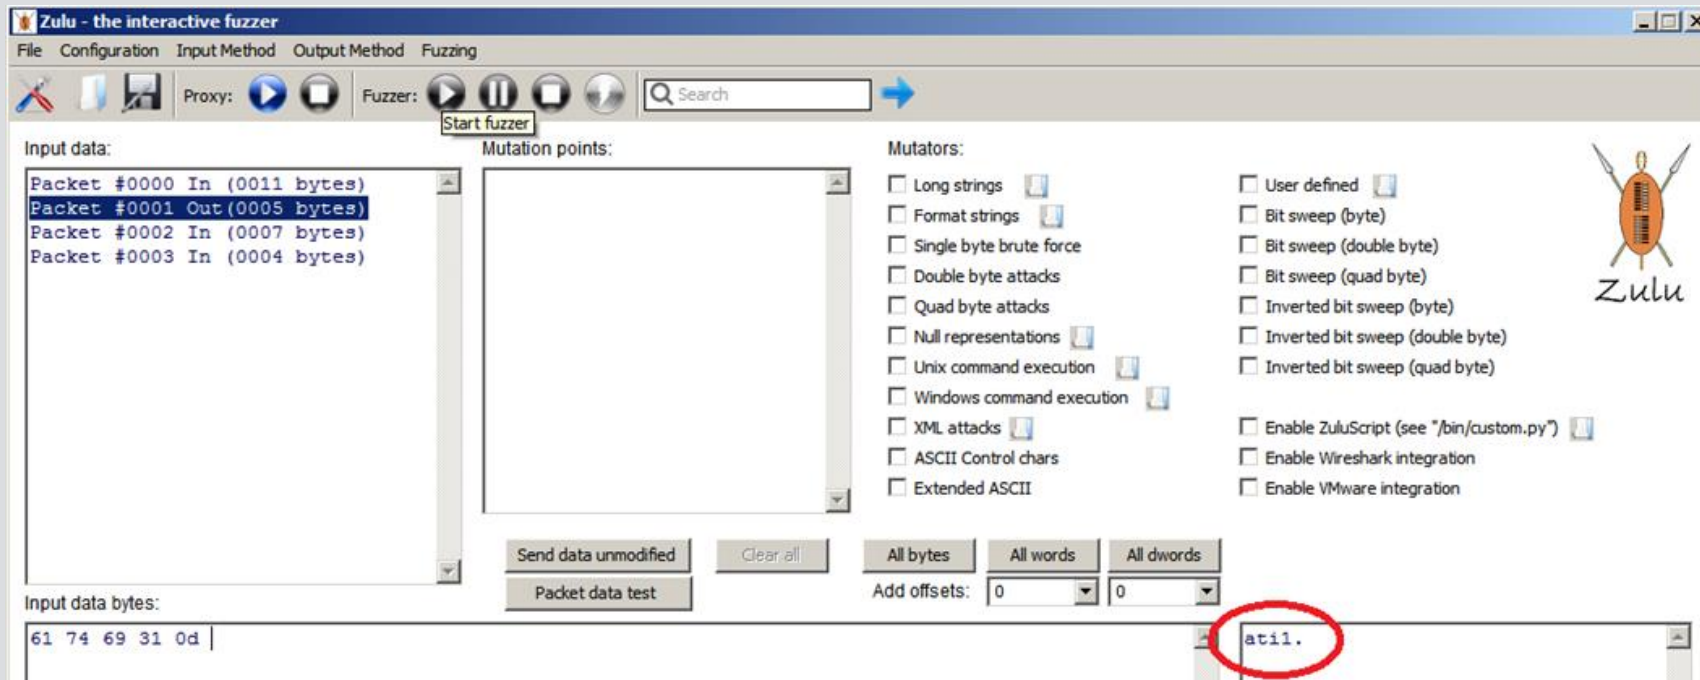 Zulu - the interactive fuzzer
File Configuration Input Method Output Method Fuzzing
Proxy: Fuzzer: Search
Start fuzzer
Input data: Mutation points: Mutators:
Packet #0000 In (0011 bytes)
Packet #0001 Out(0005 bytes)
Packet #0002 In (0007 bytes)
Packet #0003 In (0004 bytes)
Long strings User defined
Format strings Bit sweep (byte)
Single byte brute force Bit sweep (double byte)
Double byte attacks Bit sweep (quad byte)
Quad byte attacks Inverted bit sweep (byte)
Null representations Inverted bit sweep (double byte)
Unix command execution Inverted bit sweep (quad byte)
Windows command execution
XML attacks Enable ZuluScript (see "/bin/custom.py")
ASCII Control chars Enable Wireshark integration
Extended ASCII Enable VMware integration
Zulu
Send data unmodified Clear all All bytes All words All dwords
Packet data test Add offsets: 0 0
Input data bytes:
61 74 69 31 0d ati1.